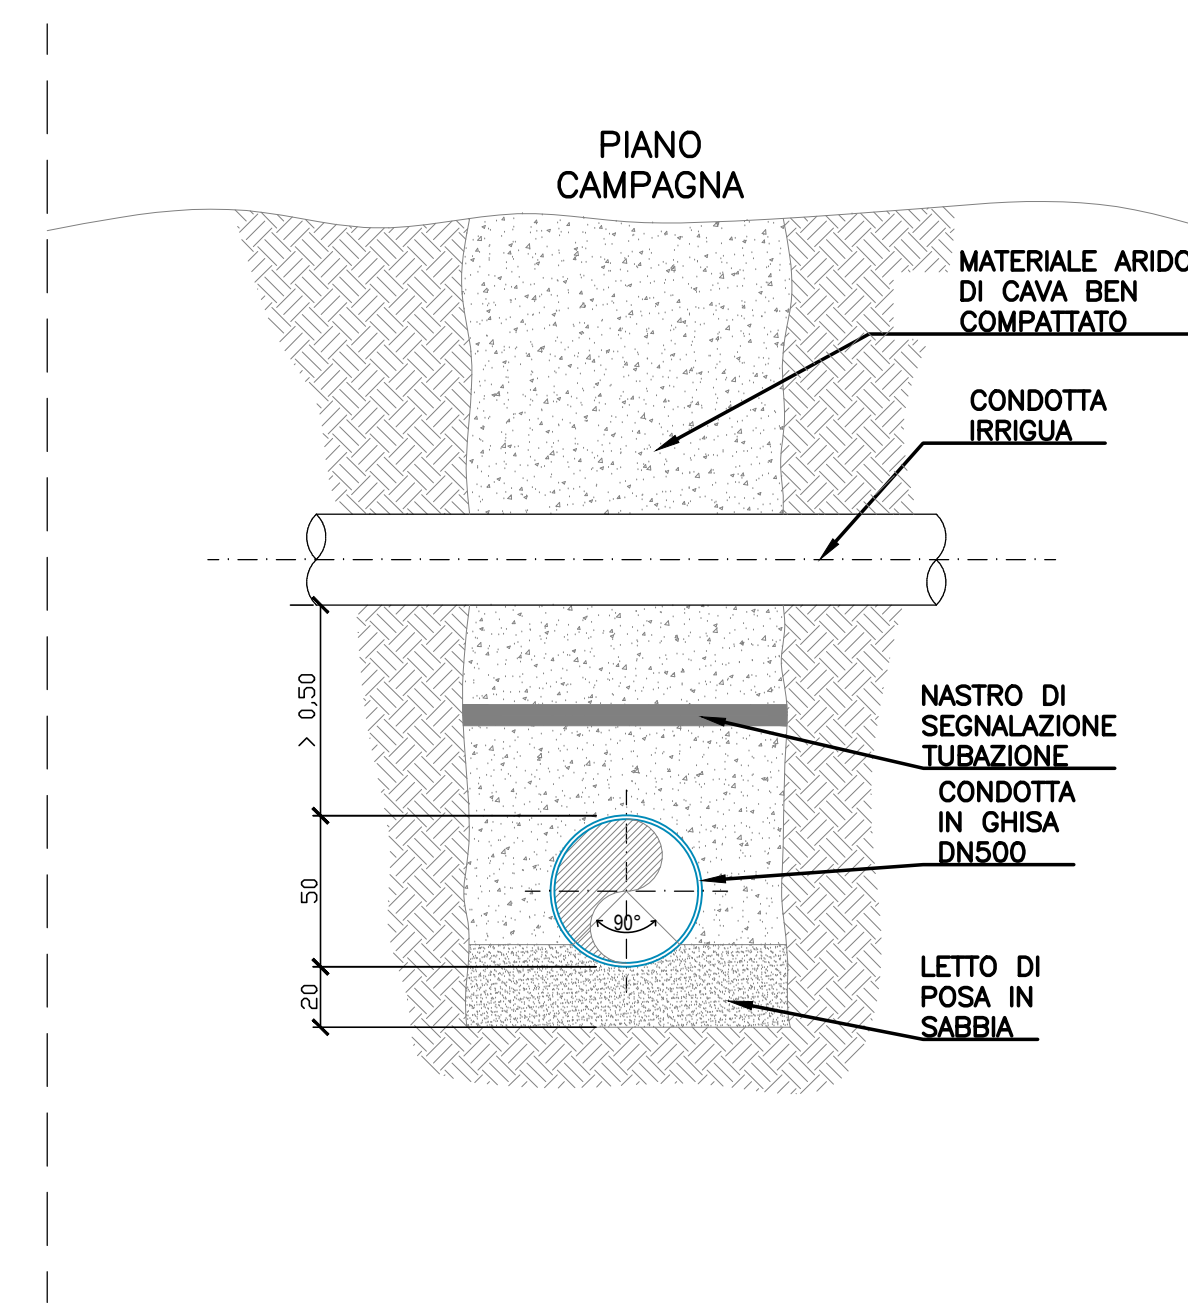 PIANO
CAMPAGNA
MATERIALE ARIDO
DI CAVA BEN
COMPATTATO
CONDOTTA
IRRIGUA
> 0,50
NASTRO DI
SEGNALAZIONE
TUBAZIONE
CONDOTTA
IN GHISA
DN500
50
90°
20
LETTO DI
POSA IN
SABBIA